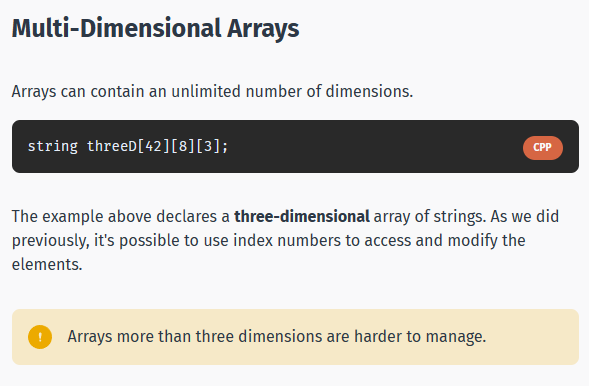 Multi-Dimensional Arrays
Arrays can contain an unlimited number of dimensions.
string threeD[42][8][3];
CPP
The example above declares a three-dimensional array of strings. As we did
previously, it's possible to use index numbers to access and modify the
elements.
!
Arrays more than three dimensions are harder to manage.